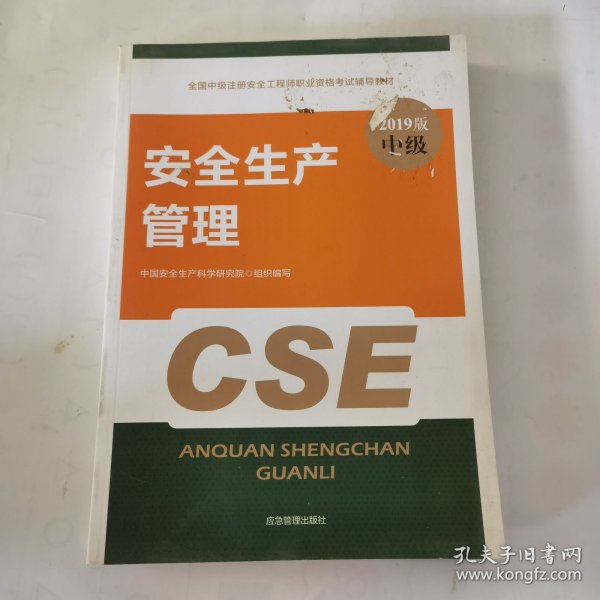 全国中级注册安全工程师职业资格考试辅导教材
2019版
中级
安全生产
管理
中国安全生产科学研究院◎组织编写
CSE
ANQUAN SHENGCHAN
GUANLI
应急管理出版社
孔夫子旧书网
www.kongfz.com